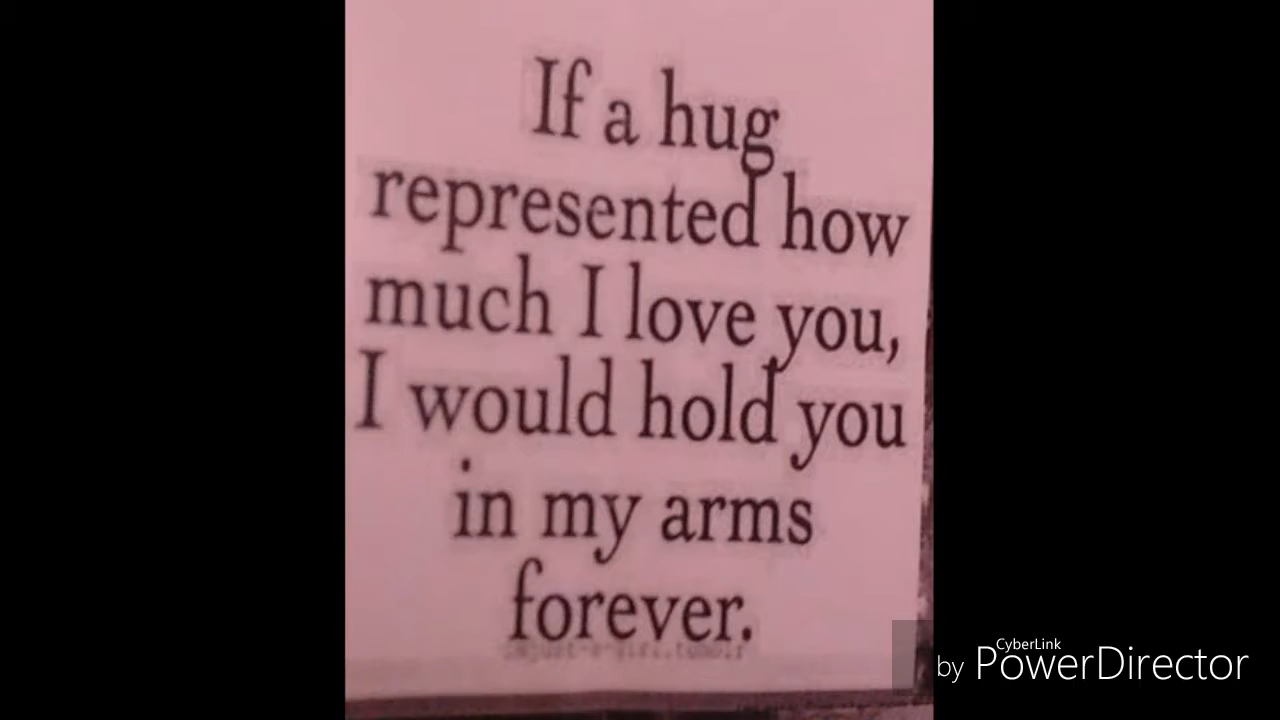 If a hug
represented how
much I love you,
I would hold you
in my arms
forever.
CyberLink
by PowerDirector